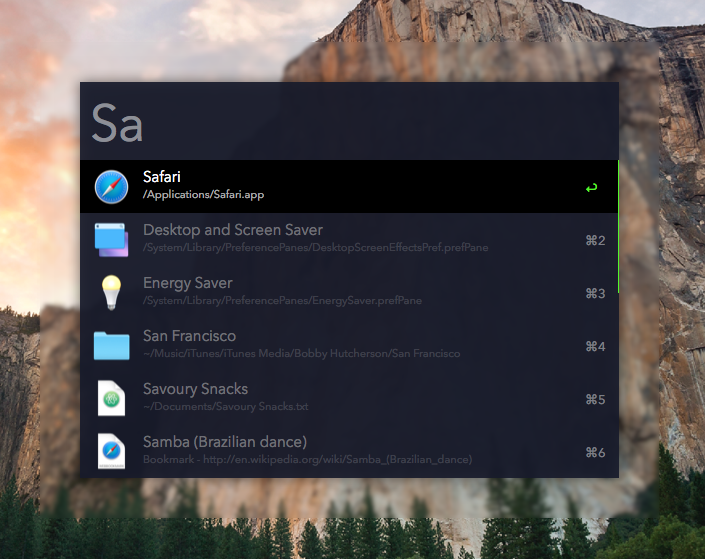 Sa
Safari
/Applications/Safari.app
↩
Desktop and Screen Saver
/System/Library/PreferencePanes/DesktopScreenEffectsPref.prefPane
⌘2
Energy Saver
/System/Library/PreferencePanes/EnergySaver.prefPane
⌘3
San Francisco
~/Music/iTunes/iTunes Media/Bobby Hutcherson/San Francisco
⌘4
Savoury Snacks
~/Documents/Savoury Snacks.txt
⌘5
Samba (Brazilian dance)
Bookmark - http://en.wikipedia.org/wiki/Samba_(Brazilian_dance)
⌘6